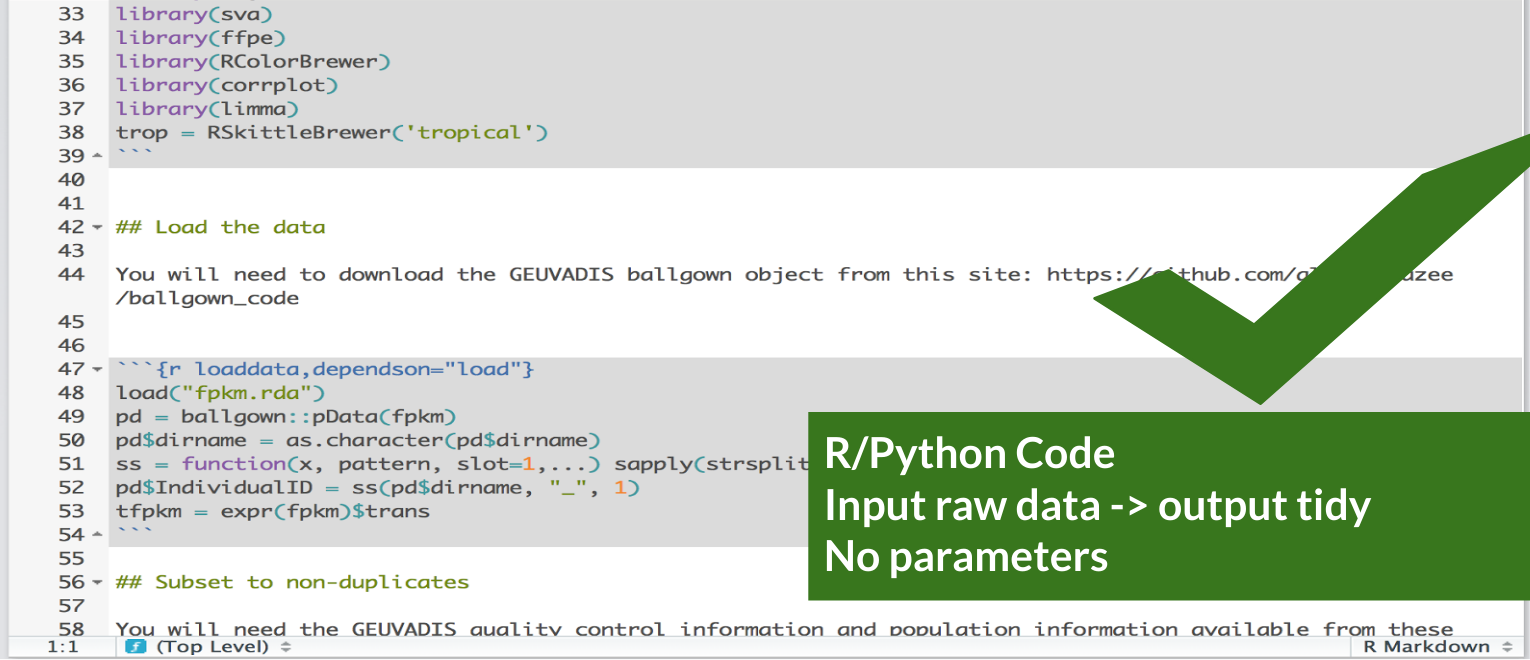 33 library(sva)
34 library(ffpe)
35 library(RColorBrewer)
36 library(corrplot)
37 library(limma)
38 trop = RSkittleBrewer('tropical')
39 ```
40
41
42 ## Load the data
43
44 You will need to download the GEUVADIS ballgown object from this site: https://github.com/ 
/ballgown_code
45
46
47 ```{r loaddata,dependson="load"}
48 load("fpkm.rda")
49 pd = ballgown::pData(fpkm)
50 pd$dirname = as.character(pd$dirname)
51 ss = function(x, pattern, slot=1,...) sapply(strsplit
52 pd$IndividualID = ss(pd$dirname, "_", 1)
53 tfpkm = expr(fpkm)$trans
54 ```
55
56 ## Subset to non-duplicates
57
58 You will need the GEUVADIS quality control information and population information available from these
1:1 (Top Level) R Markdown
R/Python Code
Input raw data -> output tidy
No parameters